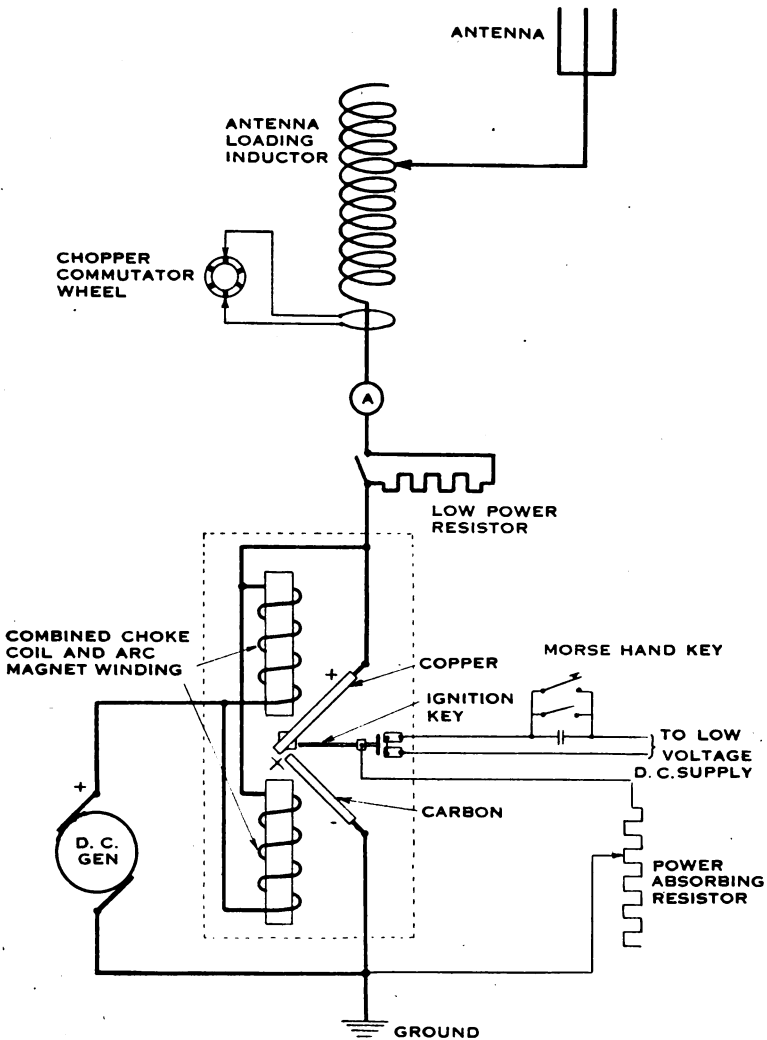 ANTENNA
ANTENNA
LOADING
INDUCTOR
CHOPPER
COMMUTATOR
WHEEL
A
LOW POWER
RESISTOR
COMBINED CHOKE
COIL AND ARC
MAGNET WINDING
+
COPPER
MORSE HAND KEY
IGNITION
KEY
TO LOW
VOLTAGE
D.C. SUPPLY
+
D. C.
GEN
CARBON
-
POWER
ABSORBING
RESISTOR
GROUND